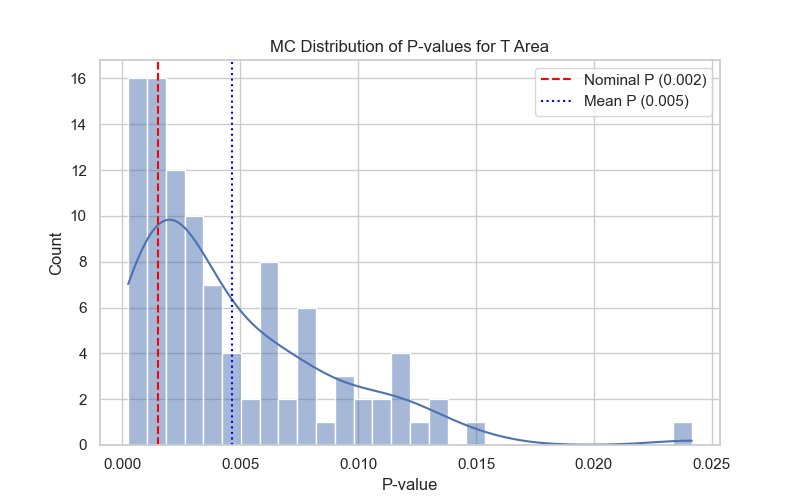 MC Distribution of P-values for T Area
Nominal P (0.002)
Mean P (0.005)
Count
16
14
12
10
8
6
4
2
0
0.000 0.005 0.010 0.015 0.020 0.025
P-value